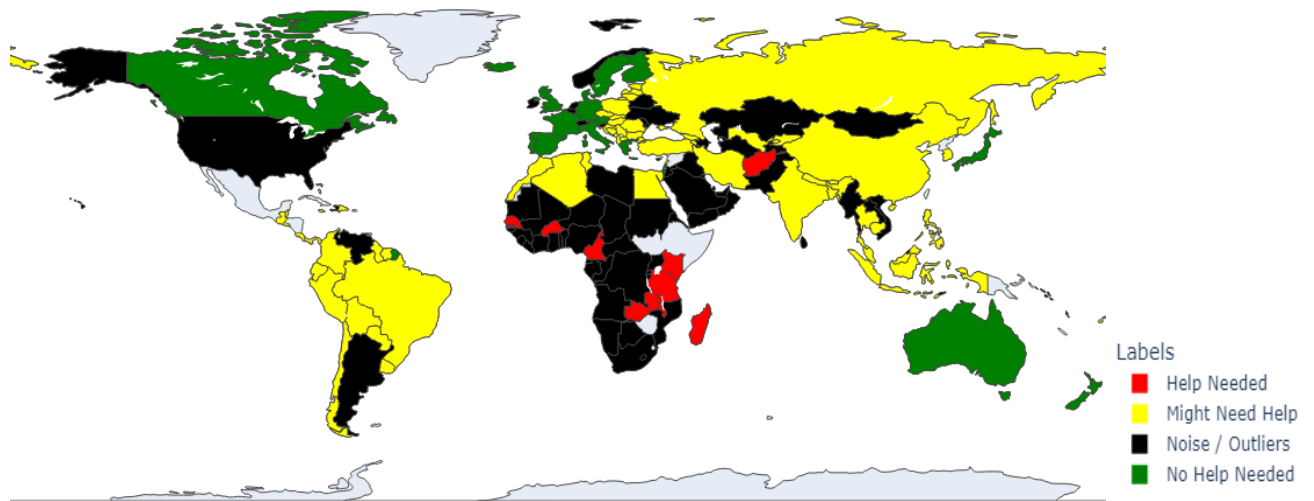 Labels
Help Needed
Might Need Help
Noise / Outliers
No Help Needed